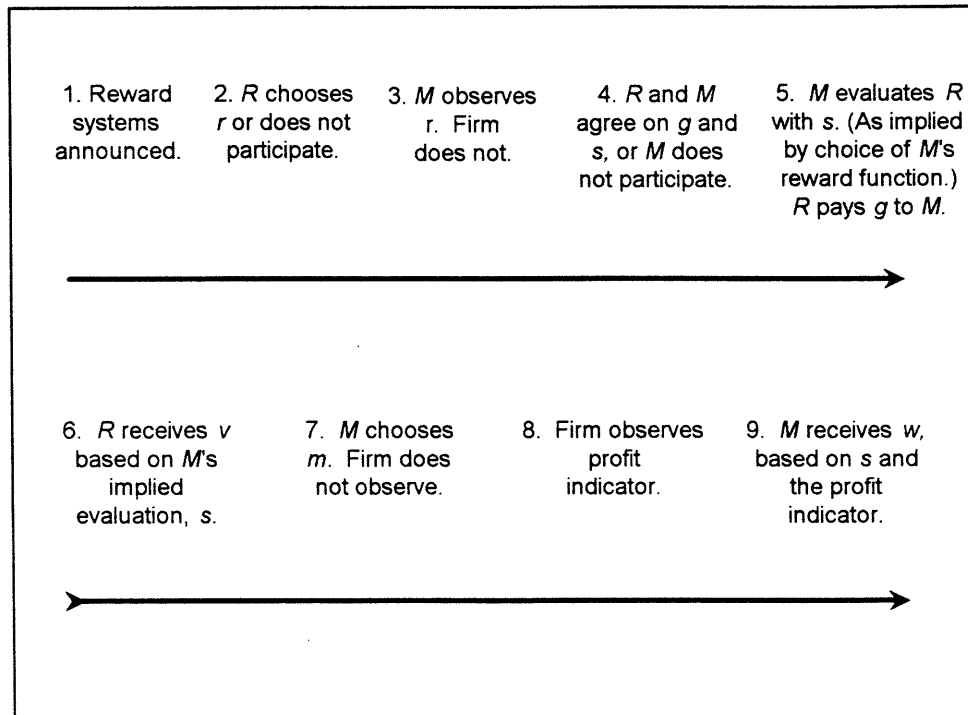 1. Reward
systems
announced.
2. R chooses
r or does not
participate.
3. M observes
r. Firm
does not.
4. R and M
agree on g and
s, or M does
not participate.
5. M evaluates R
with s. (As implied
by choice of M's
reward function.)
R pays g to M.
6. R receives v
based on M's
implied
evaluation, s.
7. M chooses
m. Firm does
not observe.
8. Firm observes
profit
indicator.
9. M receives w,
based on s and
the profit
indicator.